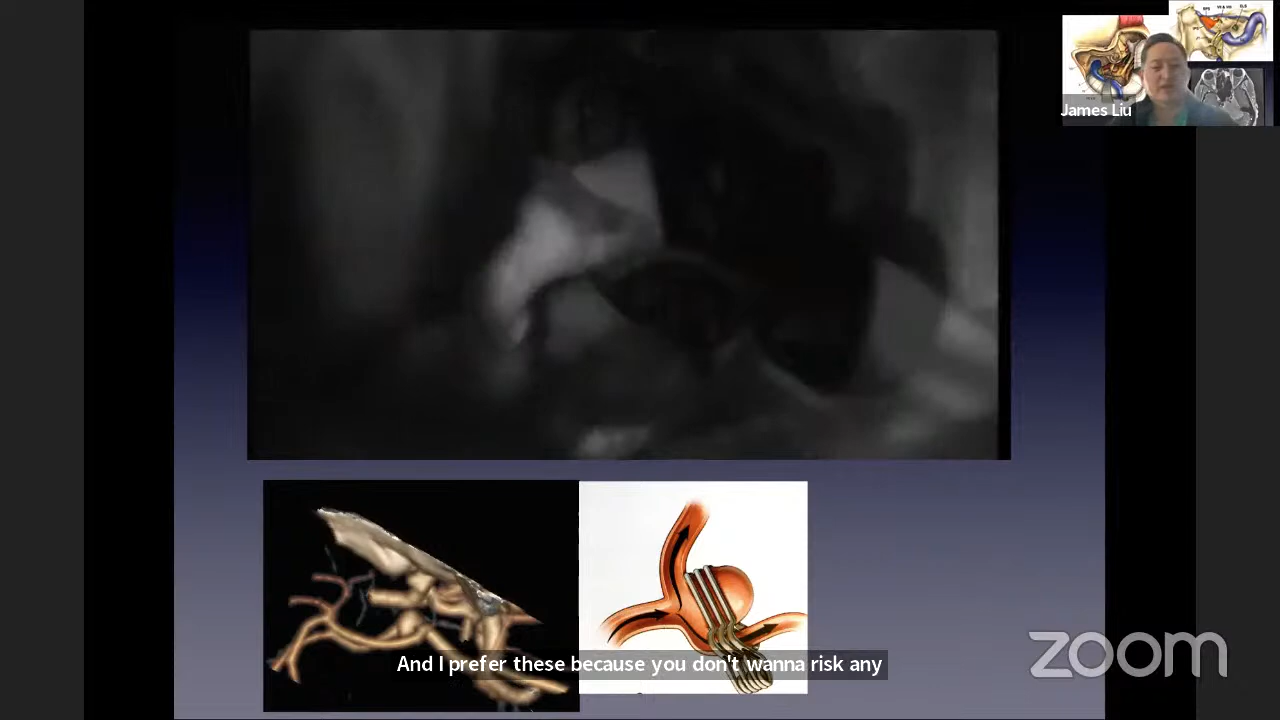 James Liu
And I prefer these because you don't wanna risk any
zoom